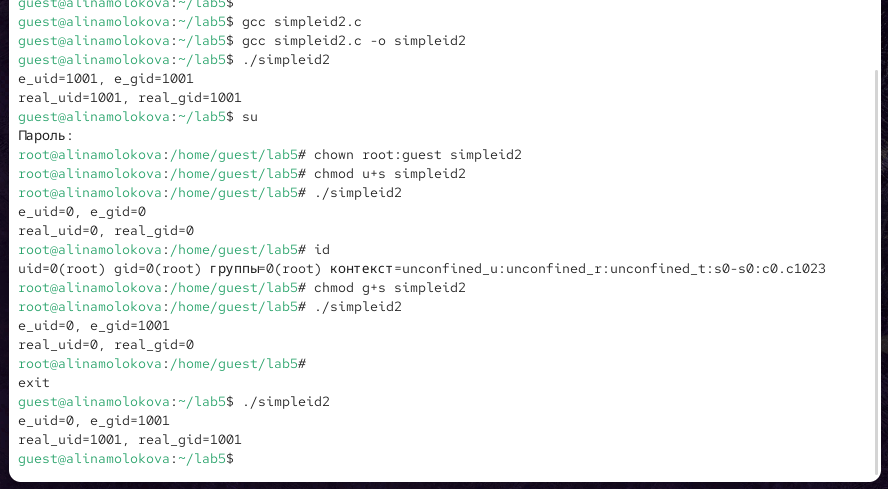 guest@alinamolokova:~/lab5$
guest@alinamolokova:~/lab5$ gcc simpleid2.c
guest@alinamolokova:~/lab5$ gcc simpleid2.c -o simpleid2
guest@alinamolokova:~/lab5$ ./simpleid2
e_uid=1001, e_gid=1001
real_uid=1001, real_gid=1001
guest@alinamolokova:~/lab5$ su
Пароль:
root@alinamolokova:/home/guest/lab5# chown root:guest simpleid2
root@alinamolokova:/home/guest/lab5# chmod u+s simpleid2
root@alinamolokova:/home/guest/lab5# ./simpleid2
e_uid=0, e_gid=0
real_uid=0, real_gid=0
root@alinamolokova:/home/guest/lab5# id
uid=0(root) gid=0(root) группы=0(root) контекст=unconfined_u:unconfined_r:unconfined_t:s0-s0:c0.c1023
root@alinamolokova:/home/guest/lab5# chmod g+s simpleid2
root@alinamolokova:/home/guest/lab5# ./simpleid2
e_uid=0, e_gid=1001
real_uid=0, real_gid=0
root@alinamolokova:/home/guest/lab5#
exit
guest@alinamolokova:~/lab5$ ./simpleid2
e_uid=0, e_gid=1001
real_uid=1001, real_gid=1001
guest@alinamolokova:~/lab5$